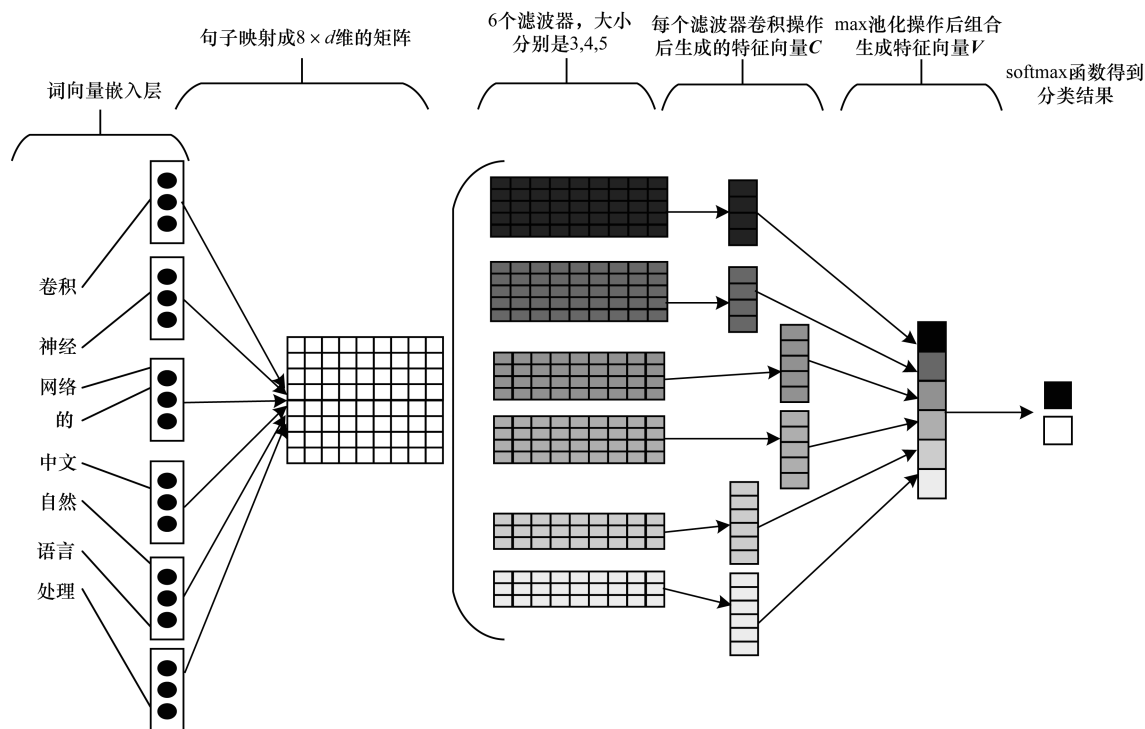 词向量嵌入层
句子映射成8 × d维的矩阵
6个滤波器，大小
分别是3,4,5
每个滤波器卷积操作
后生成的特征向量C
max池化操作后组合
生成特征向量V
softmax函数得到
分类结果
卷积
神经
网络
的
中文
自然
语言
处理